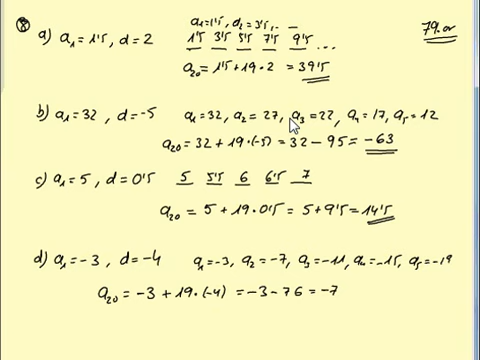 ⑧
a₁=1'5, a₂=3'5, .. _
79.or
a) a₁=1'5, d=2
1'5 3'5 5'5 7'5 9'5 ...
a₂₀=1'5+19·2 =39'5
b) a₁=32, d=-5 a₁=32, a₂=27, a₃=22, a₄=17, a₅=12
a₂₀=32+19·(-5)=32-95=-63
c) a₁=5, d=0'5 5 5'5 6 6'5 7
a₂₀=5+19·0'5=5+9'5=14'5
d) a₁=-3, d=-4 a₁=-3, a₂=-7, a₃=-11, a₄=-15, a₅=-19
a₂₀=-3+19·(-4)=-3-76=-7